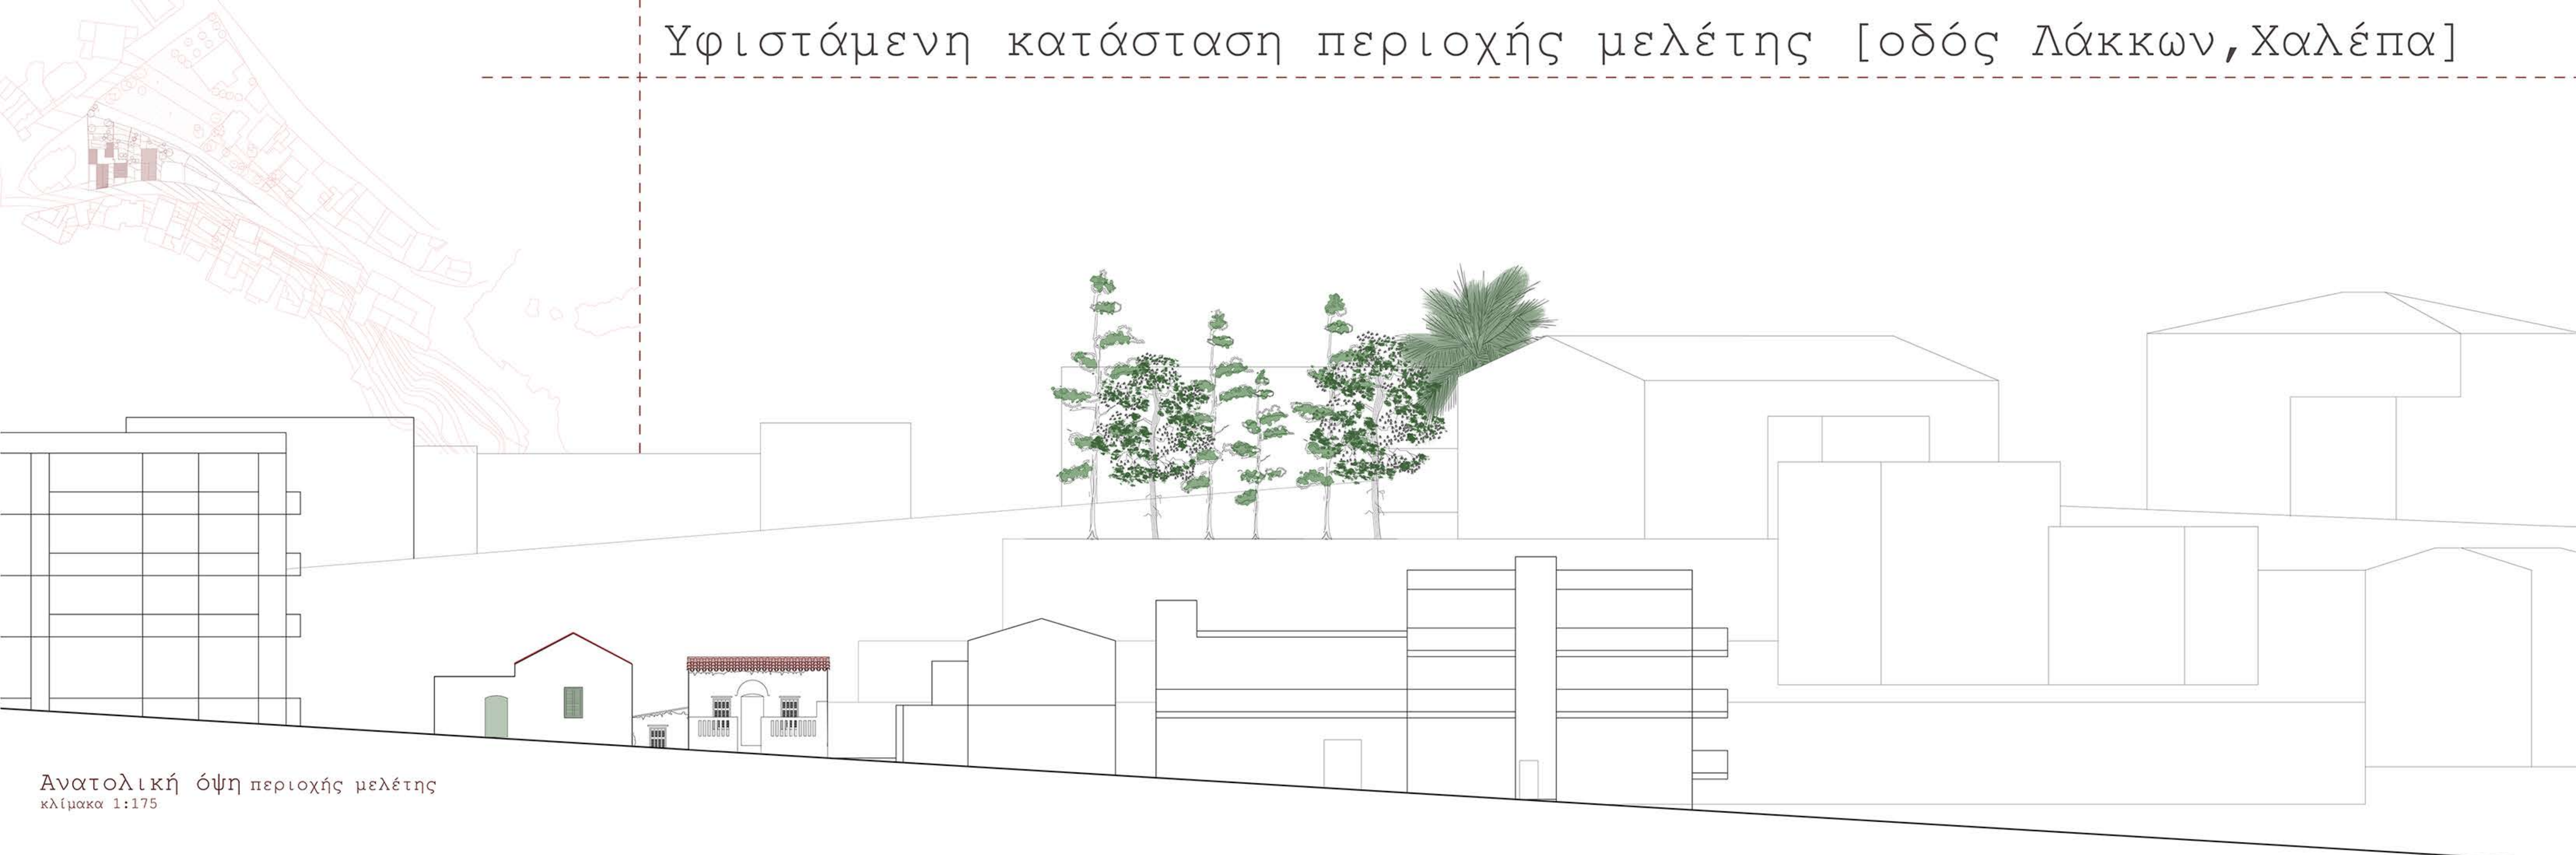 Υφιστάμενη κατάσταση περιοχής μελέτης [οδός Λάκκων,Χαλέπα]
Ανατολική όψη περιοχής μελέτης
κλίμακα 1:175